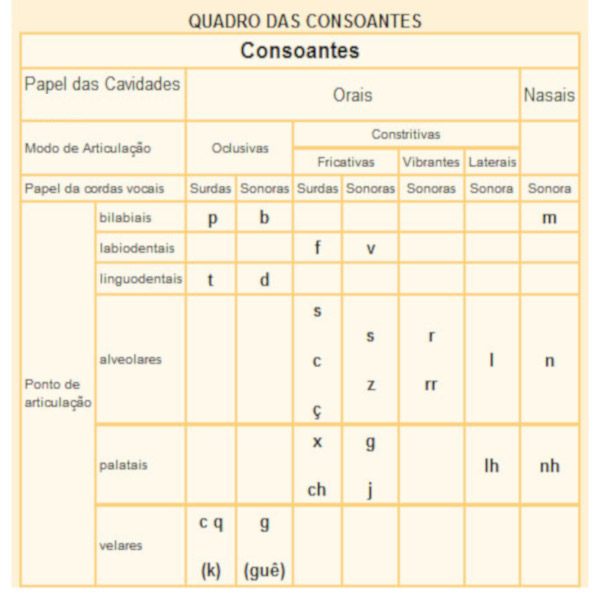 QUADRO DAS CONSOANTES
Consoantes
Papel das Cavidades Orais Nasais
Modo de Articulação Oclusivas Constritivas
Fricativas Vibrantes Laterais
Papel da cordas vocais Surdas Sonoras Surdas Sonoras Sonoras Sonora Sonora
Ponto de articulação
bilabiais p b m
labiodentais f v
linguodentais t d
alveolares s c ç s z r rr l n
palatais x ch g j lh nh
velares c q (k) g (guê)